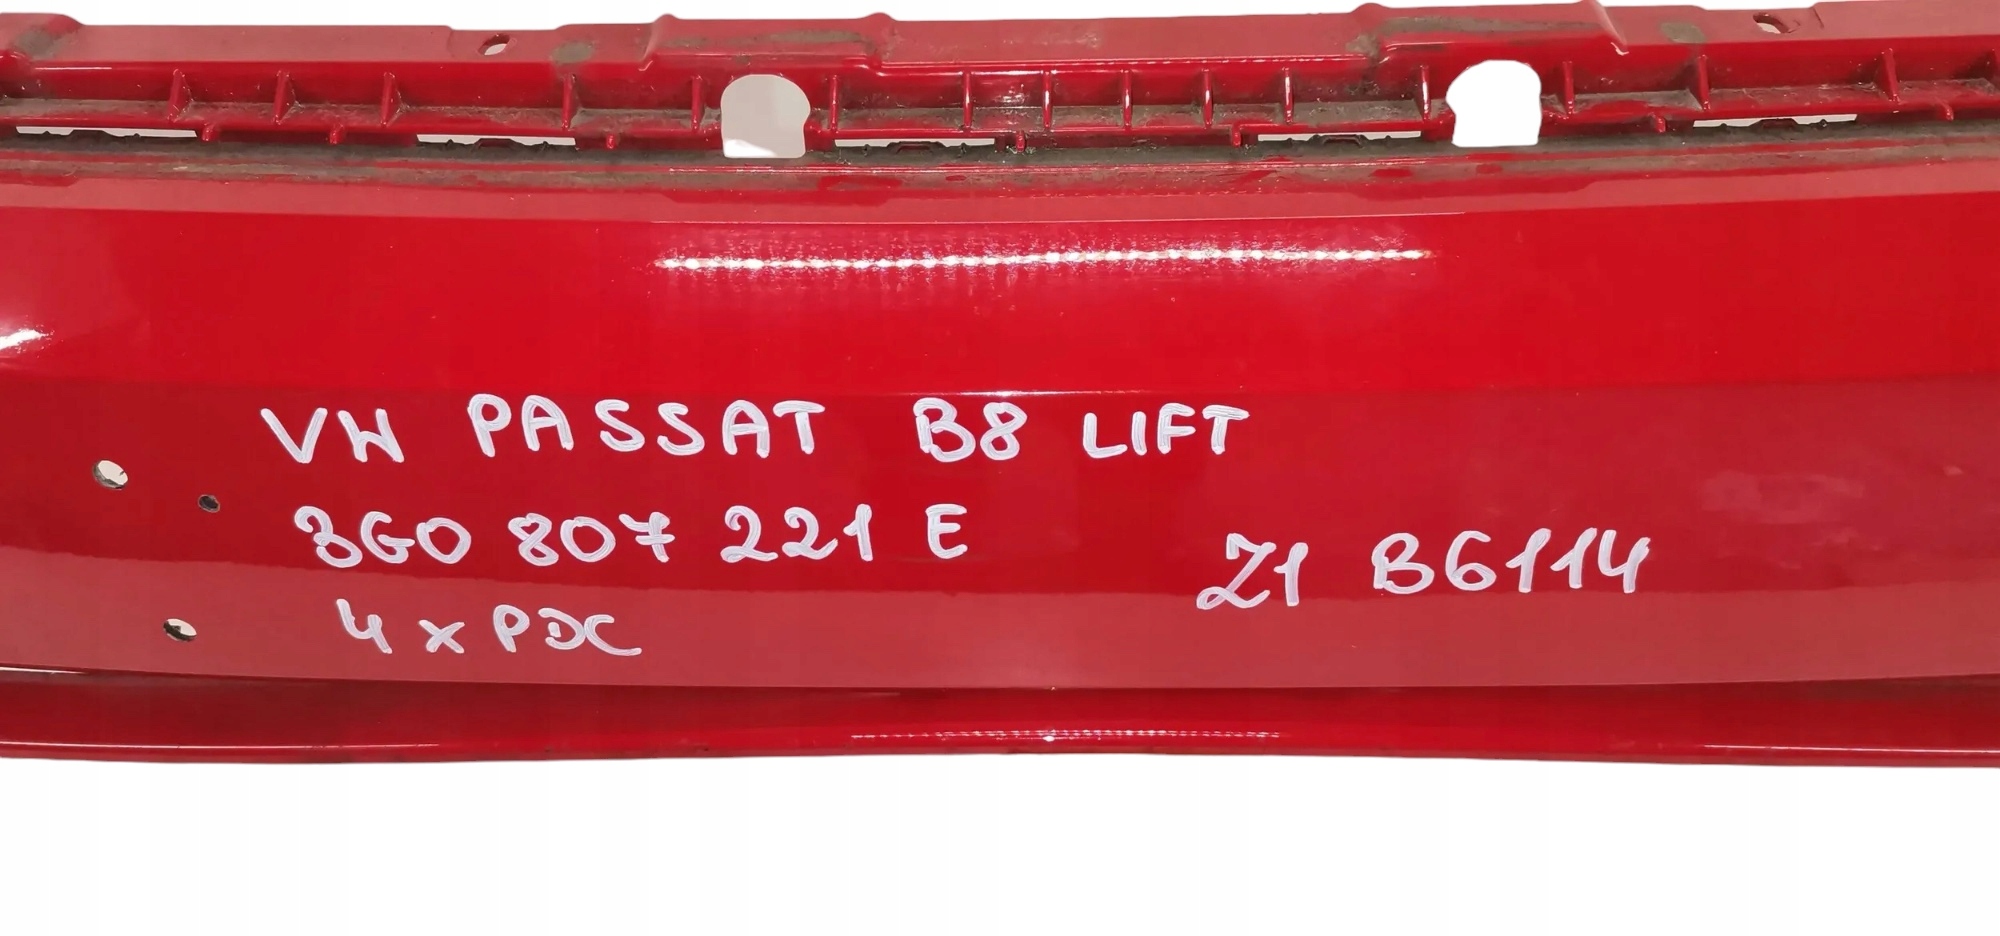 VW PASSAT B8 LIFT
3G0 807 221 E
4 x PDC
Z1 B6114